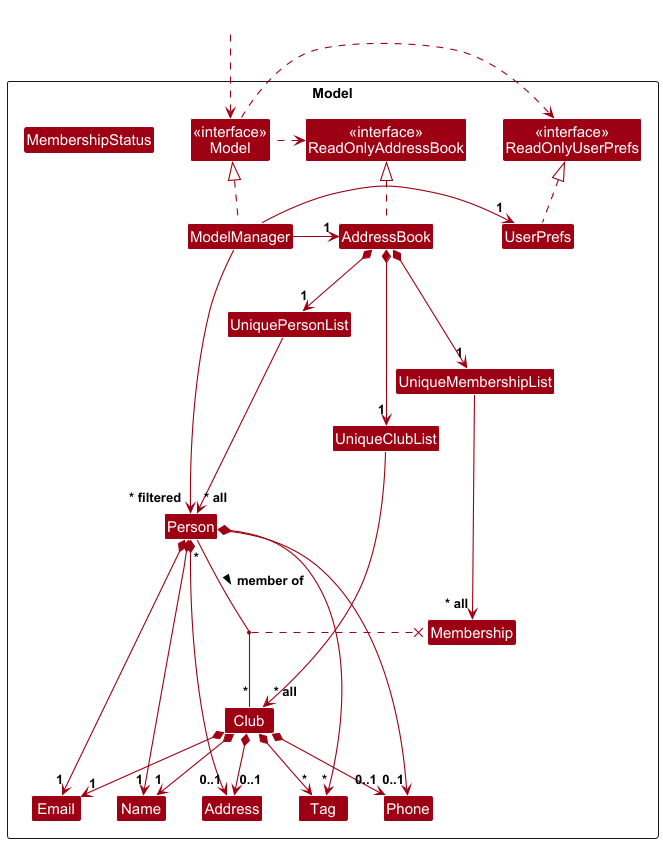 Model
MembershipStatus
«interface»
Model
«interface»
ReadOnlyAddressBook
«interface»
ReadOnlyUserPrefs
1
ModelManager
1
AddressBook
UserPrefs
1
UniquePersonList
1
UniqueMembershipList
1
UniqueClubList
* filtered
* all
Person
*
member of
* all
Membership
*
* all
Club
1
1
1
1
0..1
0..1
*
*
0..1
0..1
Email
Name
Address
Tag
Phone